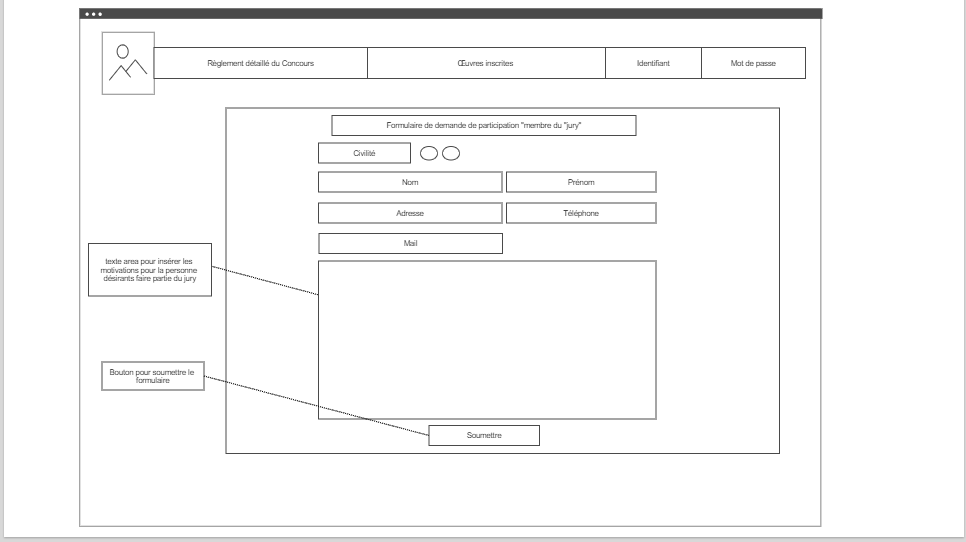 Règlement détaillé du Concours
Œuvres inscrites
Identifiant
Mot de passe
Formulaire de demande de participation "membre du "jury"
Civilité
Nom
Prénom
Adresse
Téléphone
Mail
texte area pour insérer les
motivations pour la personne
désirants faire partie du jury
Bouton pour soumettre le
formulaire
Soumettre